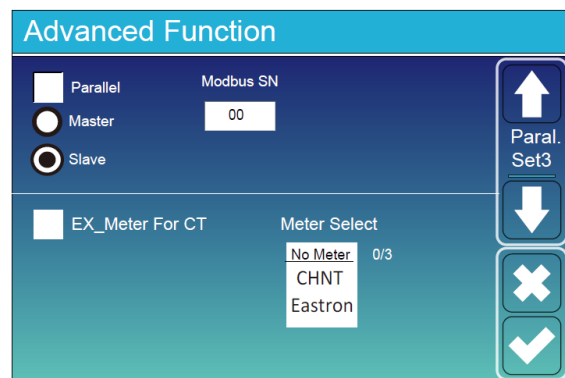 Advanced Function
Parallel
Modbus SN
Master
00
Slave
Paral.
Set3
EX_Meter For CT
Meter Select
No Meter 0/3
CHNT
Eastron